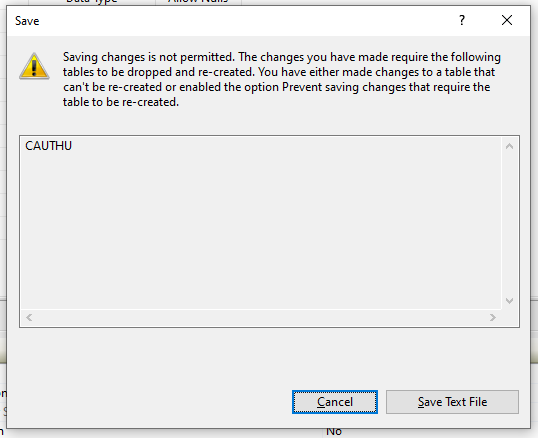 Data Type Allow Nulls
Save
?
Saving changes is not permitted. The changes you have made require the following
tables to be dropped and re-created. You have either made changes to a table that
can't be re-created or enabled the option Prevent saving changes that require the
table to be re-created.
CAUTHU
Cancel
Save Text File
No